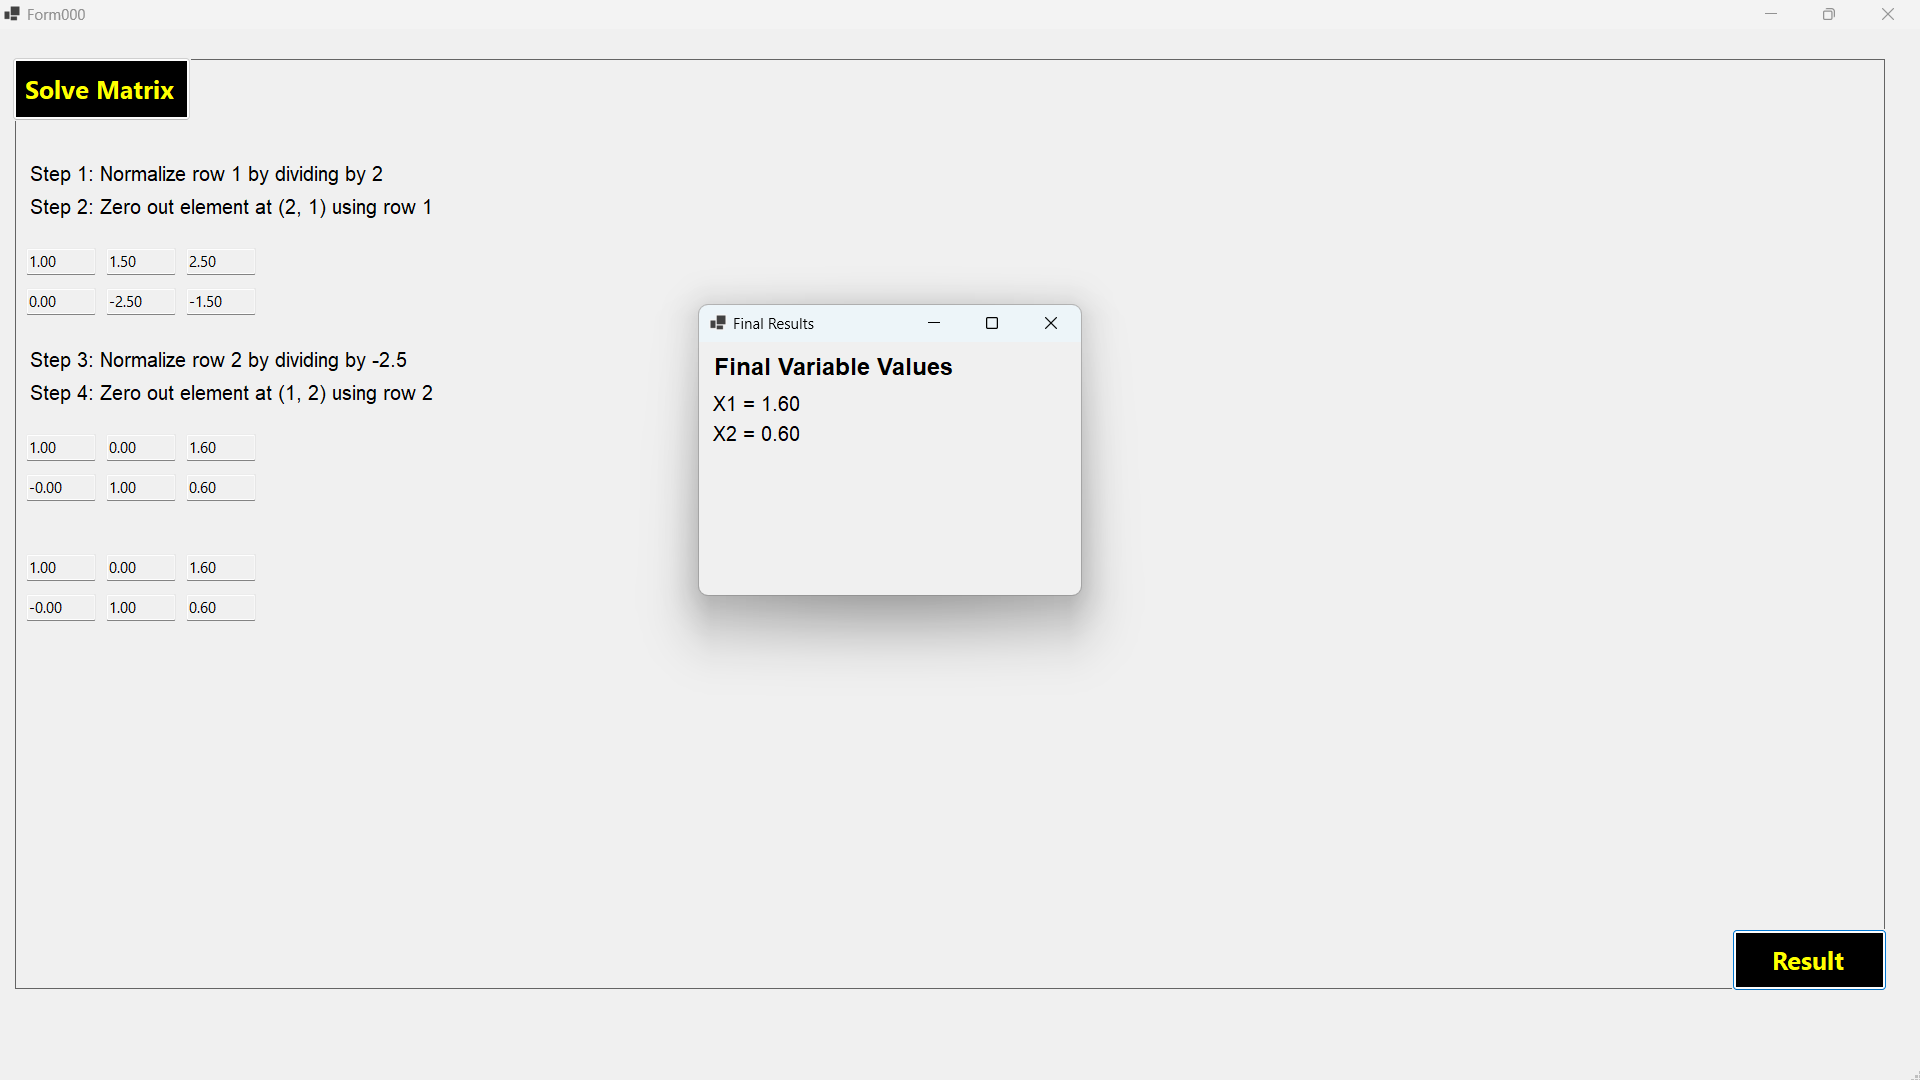 Form000
Solve Matrix
Step 1: Normalize row 1 by dividing by 2
Step 2: Zero out element at (2, 1) using row 1
1.00 1.50 2.50
0.00 -2.50 -1.50
Step 3: Normalize row 2 by dividing by -2.5
Step 4: Zero out element at (1, 2) using row 2
1.00 0.00 1.60
-0.00 1.00 0.60
1.00 0.00 1.60
-0.00 1.00 0.60
Final Results
Final Variable Values
X1 = 1.60
X2 = 0.60
Result